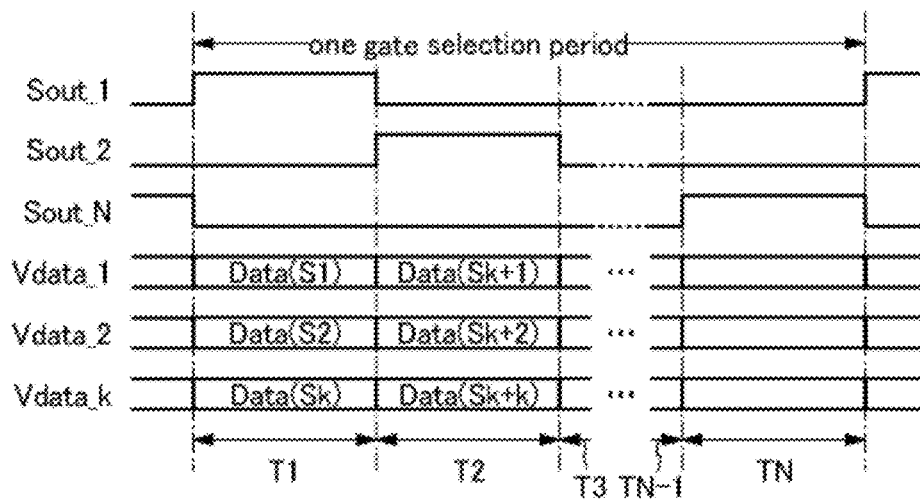 one gate selection period
Sout_1
Sout_2
Sout_N
Vdata_1 Data(S1) Data(Sk+1) ...
Vdata_2 Data(S2) Data(Sk+2) ...
Vdata_k Data(Sk) Data(Sk+k) ...
T1 T2 T3 TN-1 TN